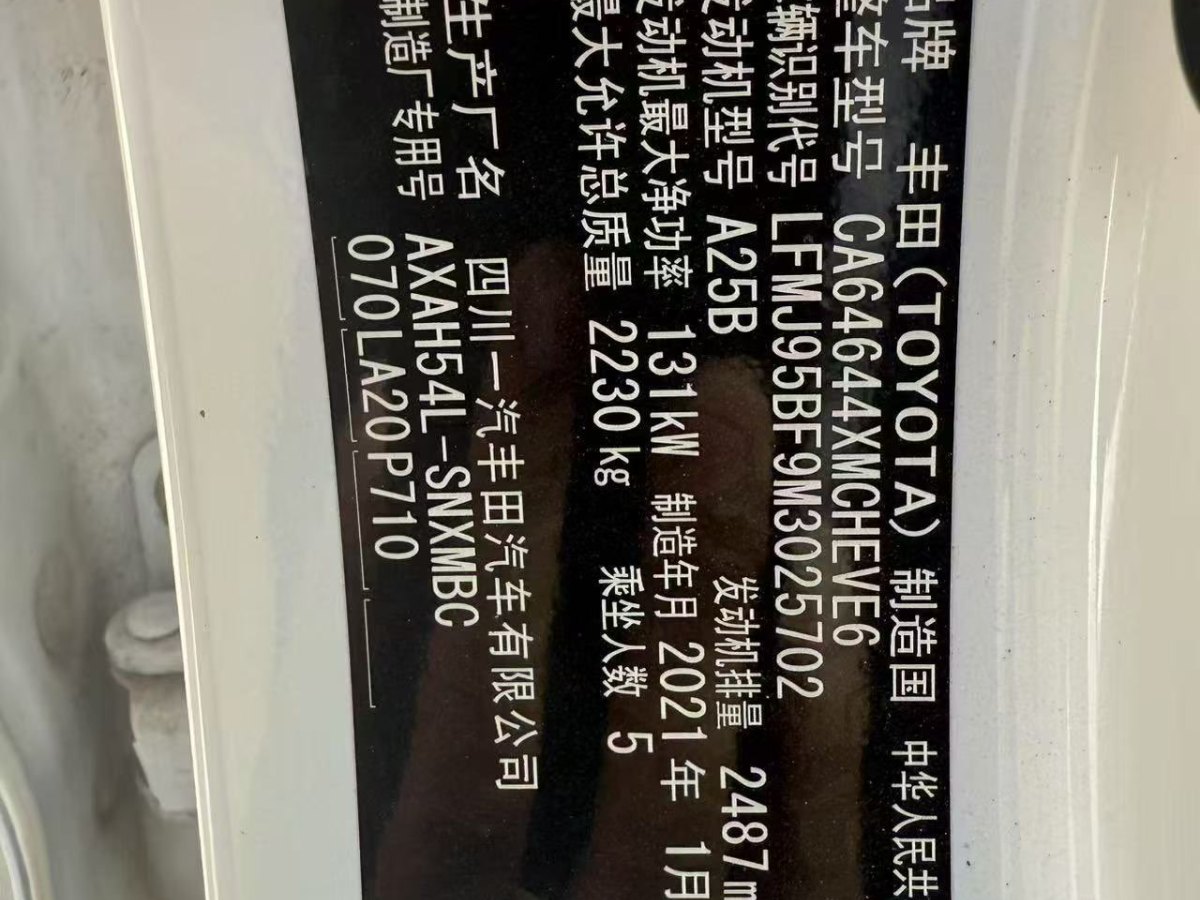 品牌 丰田(TOYOTA) 制造国 中华人民共
整车型号 CA64644XMCHEVE6
辆识别代号 LFMJ95BF9M3025702
发动机型号 A25B 发动机排量 2487m
发动机最大净功率 131kW 制造年月 2021年 1月
最大允许总质量 2230kg 乘坐人数 5
生产厂名 四川一汽丰田汽车有限公司
制造厂专用号 AXAH54L-SNXMBC
070LA20P710